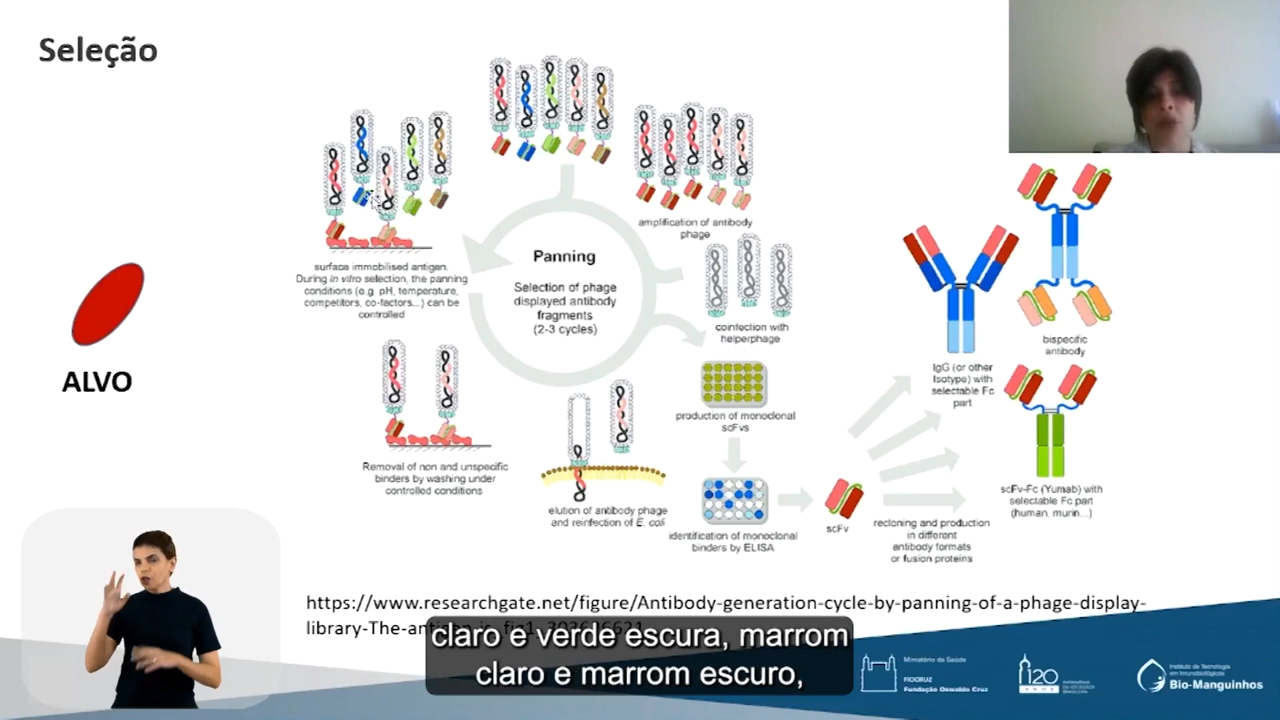 Seleção
amplification of antibody
phage
surface immobilised antigen.
During in vitro selection, the panning
conditions (e.g. pH, temperature,
competitors, co-factors...) can be
controlled
Panning
Selection of phage
displayed antibody
fragments
(2-3 cycles)
coinfection with
helperphage
ALVO
production of monoclonal
scFvs
Removal of non and unspecific
binders by washing under
controlled conditions
elution of antibody phage
and reinfection of E. coli
identification of monoclonal
binders by ELISA
scFv
recloning and production
in different
antibody formats
or fusion proteins
IgG (or other
Isotype) with
selectable Fc
part
bispecific
antibody
scFv-Fc (Yumab) with
selectable Fc part
(human, murin...)
https://www.researchgate.net/figure/Antibody-generation-cycle-by-panning-of-a-phage-display-
claro e verde escura, marrom
claro e marrom escuro,
Ministério da Saúde
FIOCRUZ
Fundação Oswaldo Cruz
120
ANOS
Instituto de Tecnologia
em Imunobiológicos
Bio-Manguinhos